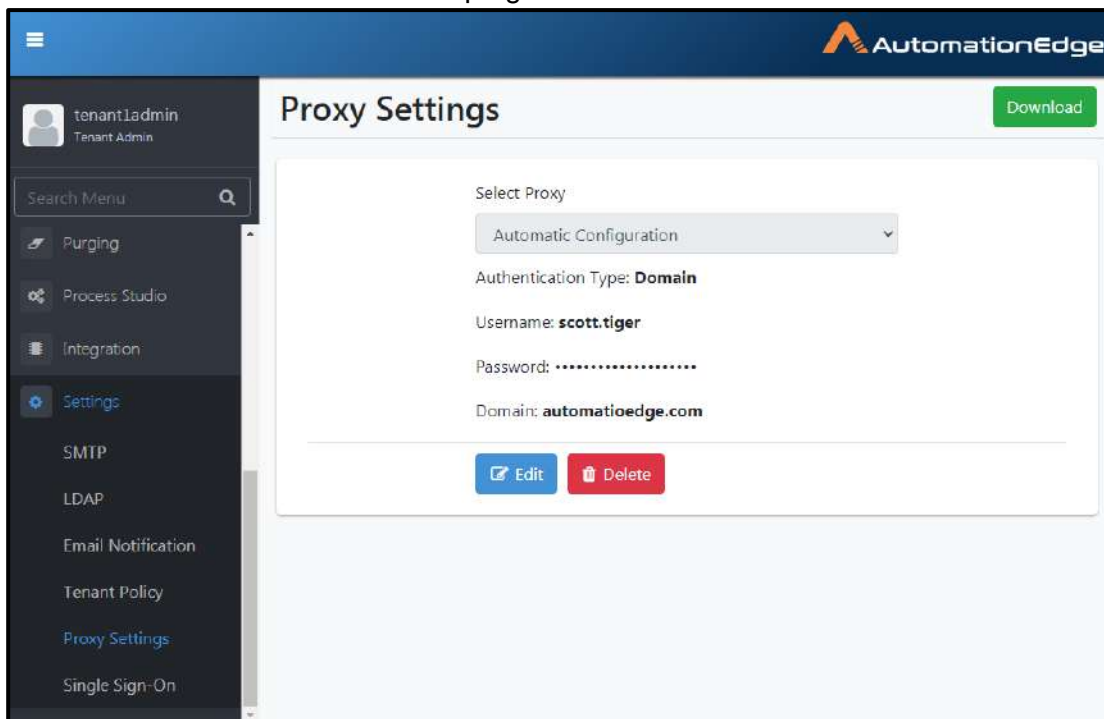 AutomationEdge
tenant1admin
Tenant Admin
Search Menu
Purging
Process Studio
Integration
Settings
SMTP
LDAP
Email Notification
Tenant Policy
Proxy Settings
Single Sign-On
Proxy Settings
Download
Select Proxy
Automatic Configuration
Authentication Type: Domain
Username: scott.tiger
Password: ••••••••••••••••••••
Domain: automatioedge.com
Edit
Delete